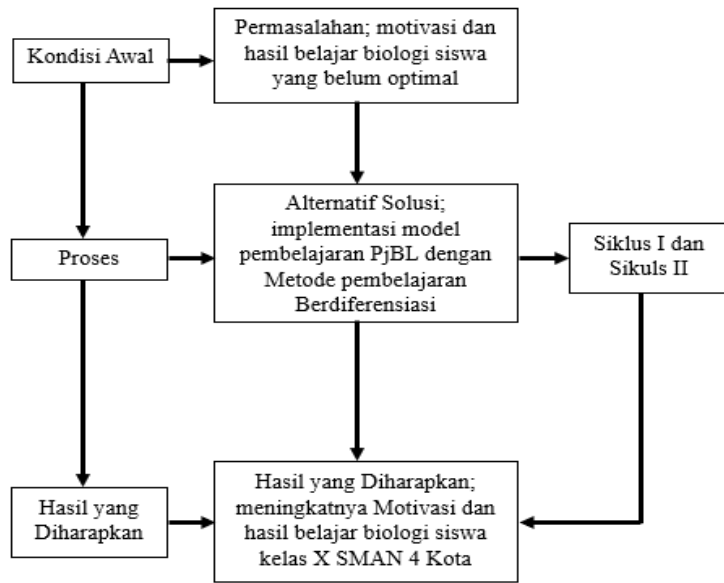 Kondisi Awal
Permasalahan; motivasi dan
hasil belajar biologi siswa
yang belum optimal
Proses
Alternatif Solusi;
implementasi model
pembelajaran PjBL dengan
Metode pembelajaran
Berdiferensiasi
Siklus I dan
Sikuls II
Hasil yang
Diharapkan
Hasil yang Diharapkan;
meningkatnya Motivasi dan
hasil belajar biologi siswa
kelas X SMAN 4 Kota